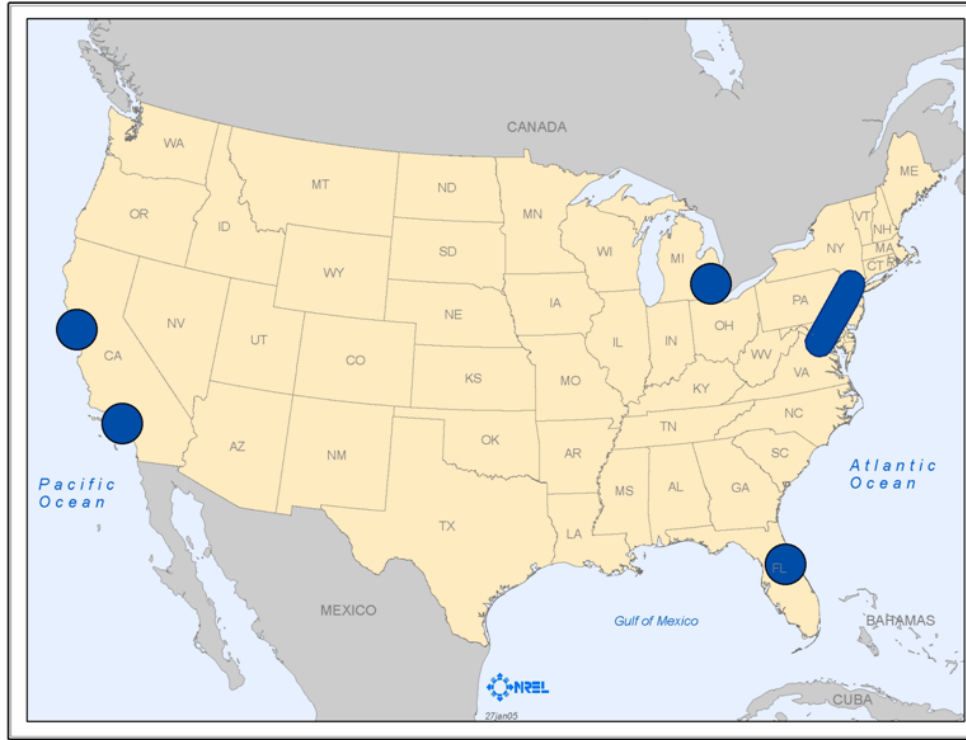 CANADA
WA
MT
ND
MN
ME
OR
ID
SD
WI
MI
NY
VT
NH
MA
CT
WY
NV
UT
CO
NE
IA
IL
IN
OH
PA
CA
KS
MO
WV
VA
KY
AZ
NM
OK
AR
TN
NC
SC
TX
LA
MS
AL
GA
FL
Pacific
Ocean
Atlantic
Ocean
MEXICO
Gulf of Mexico
BAHAMAS
NREL
27jan05
CUBA